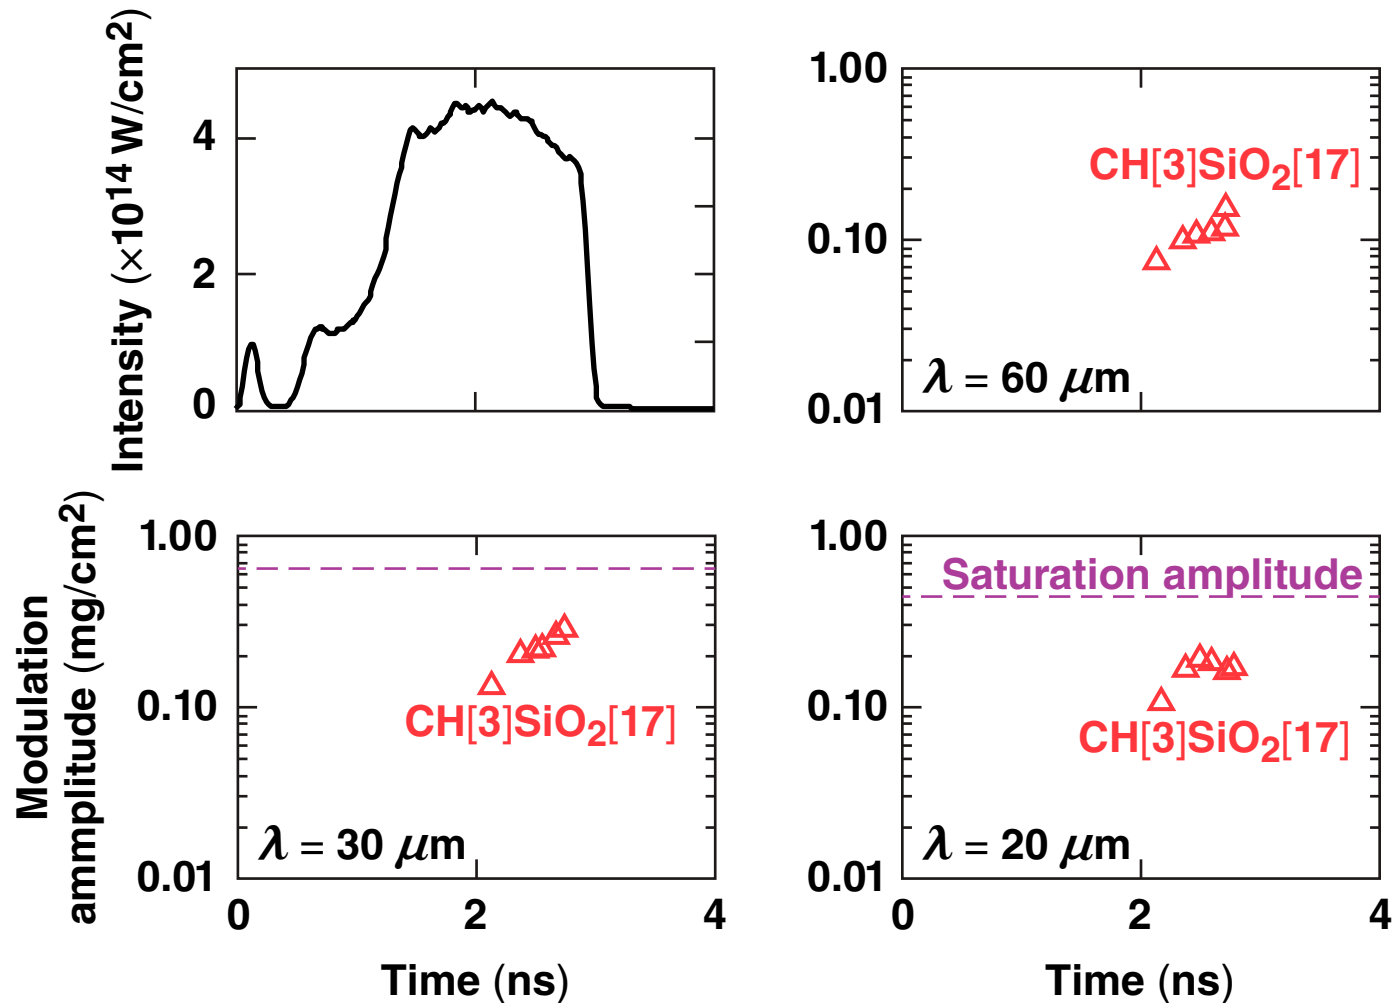 Intensity (×10¹⁴ W/cm²)
4
2
0
1.00
0.10
0.01
CH[3]SiO₂[17]
λ = 60 μm
Modulation
ammplitude (mg/cm²)
1.00
0.10
0.01
CH[3]SiO₂[17]
λ = 30 μm
0 2 4
Time (ns)
1.00
0.10
0.01
Saturation amplitude
CH[3]SiO₂[17]
λ = 20 μm
0 2 4
Time (ns)